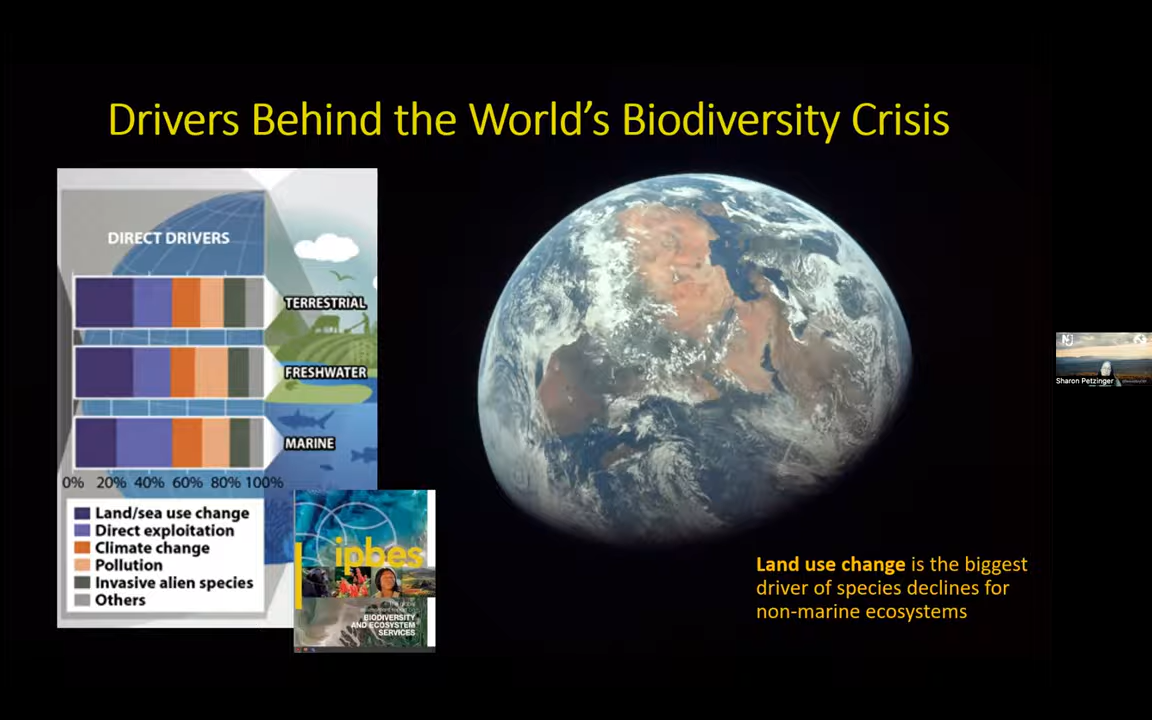 Drivers Behind the World's Biodiversity Crisis
DIRECT DRIVERS
TERRESTRIAL
FRESHWATER
MARINE
0% 20% 40% 60% 80% 100%
Land/sea use change
Direct exploitation
Climate change
Pollution
Invasive alien species
Others
ipbes
BIODIVERSITY
AND ECOSYSTEM
SERVICES
Land use change is the biggest
driver of species declines for
non-marine ecosystems
NJ
Sharon Petzinger